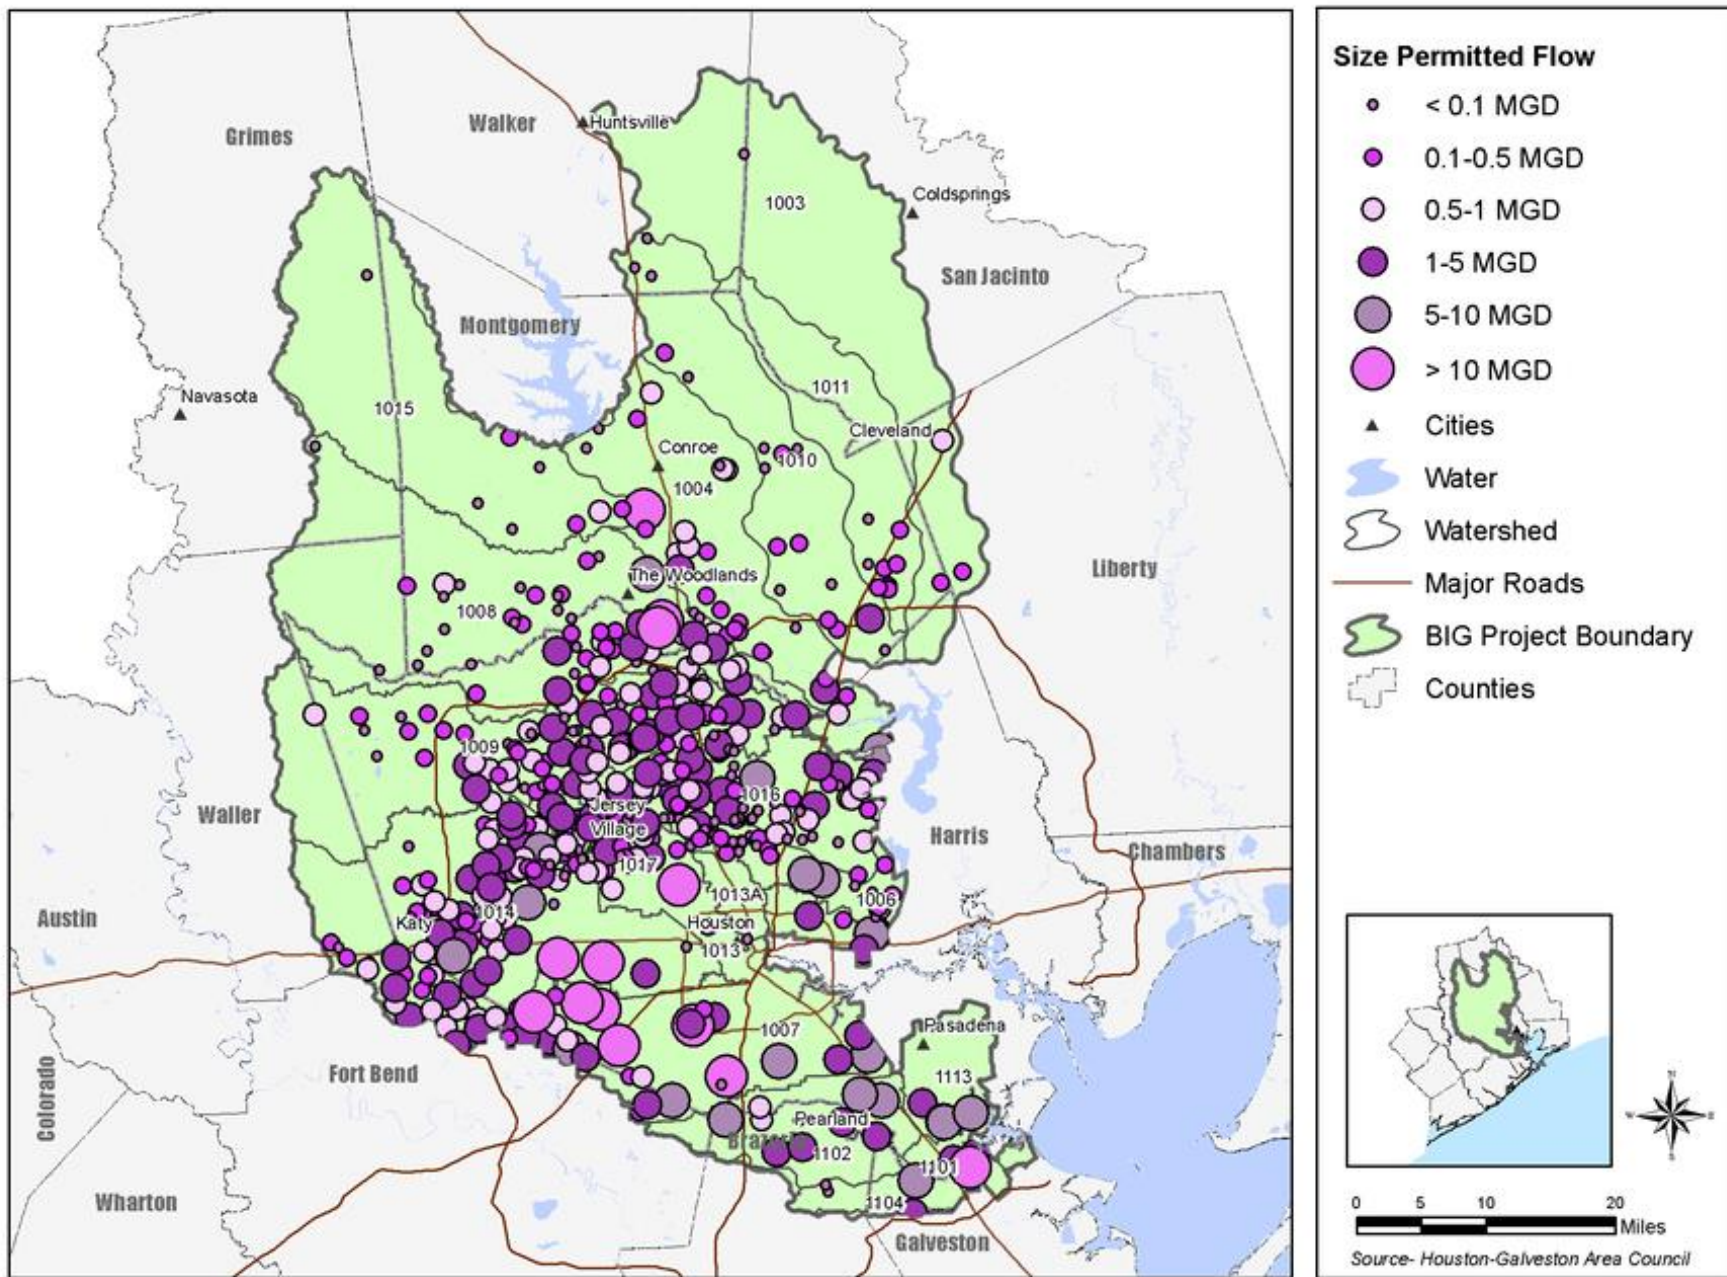 Grimes
Walker
Huntsville
1003
Coldsprings
San Jacinto
Montgomery
Navasota
1015
1011
Cleveland
Conroe
1010
1004
Liberty
The Woodlands
1008
1009
Jersey
Village
1016
Waller
Harris
Chambers
1017
1013A
1006
Austin
Katy
1014
Houston
1013
1007
Pasadena
Fort Bend
Colorado
1113
Pearland
1102
1101
1104
Wharton
Galveston
Size Permitted Flow
< 0.1 MGD
0.1-0.5 MGD
0.5-1 MGD
1-5 MGD
5-10 MGD
> 10 MGD
Cities
Water
Watershed
Major Roads
BIG Project Boundary
Counties
N
W
E
S
0 5 10 20
Miles
Source- Houston-Galveston Area Council